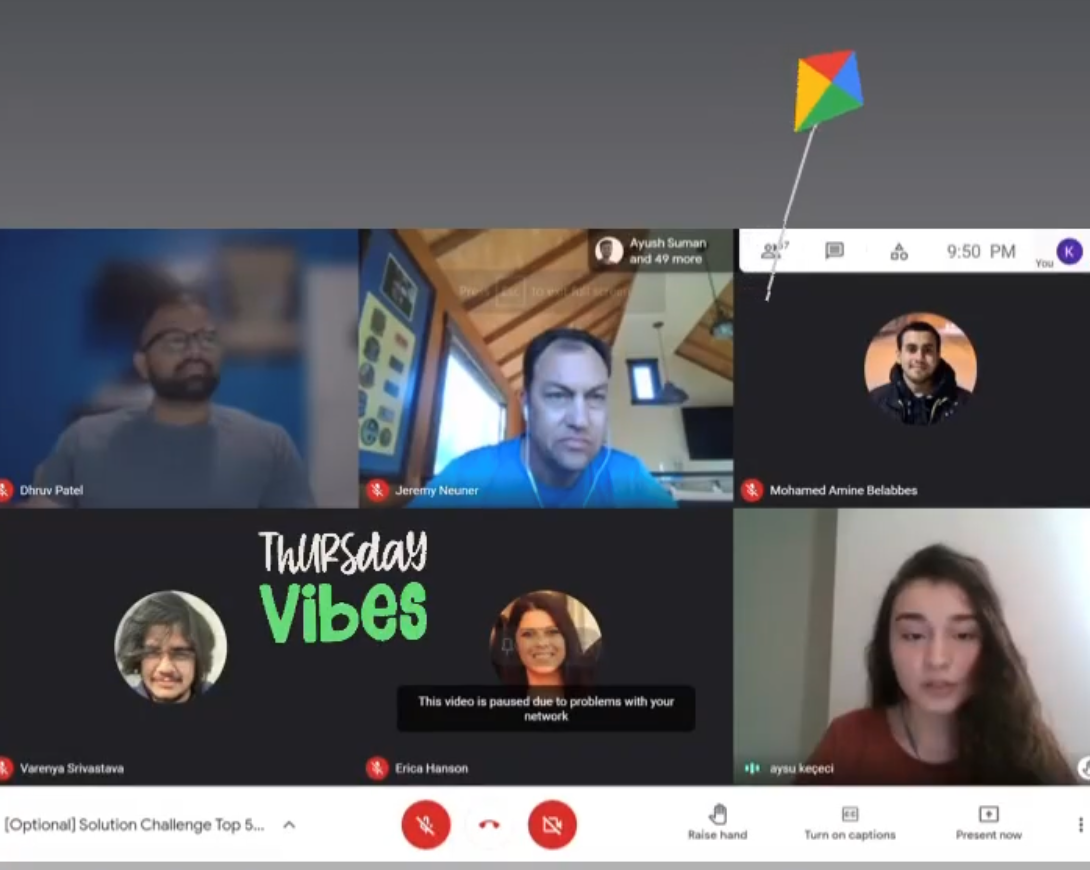 Ayush Suman
and 49 more
9:50 PM
You
K
Press Esc to exit full screen
Dhruv Patel
Jeremy Neuner
Mohamed Amine Belabbes
THURSday
Vibes
This video is paused due to problems with your
network
Varenya Srivastava
Erica Hanson
aysu keçeci
[Optional] Solution Challenge Top 5...
Raise hand
Turn on captions
Present now